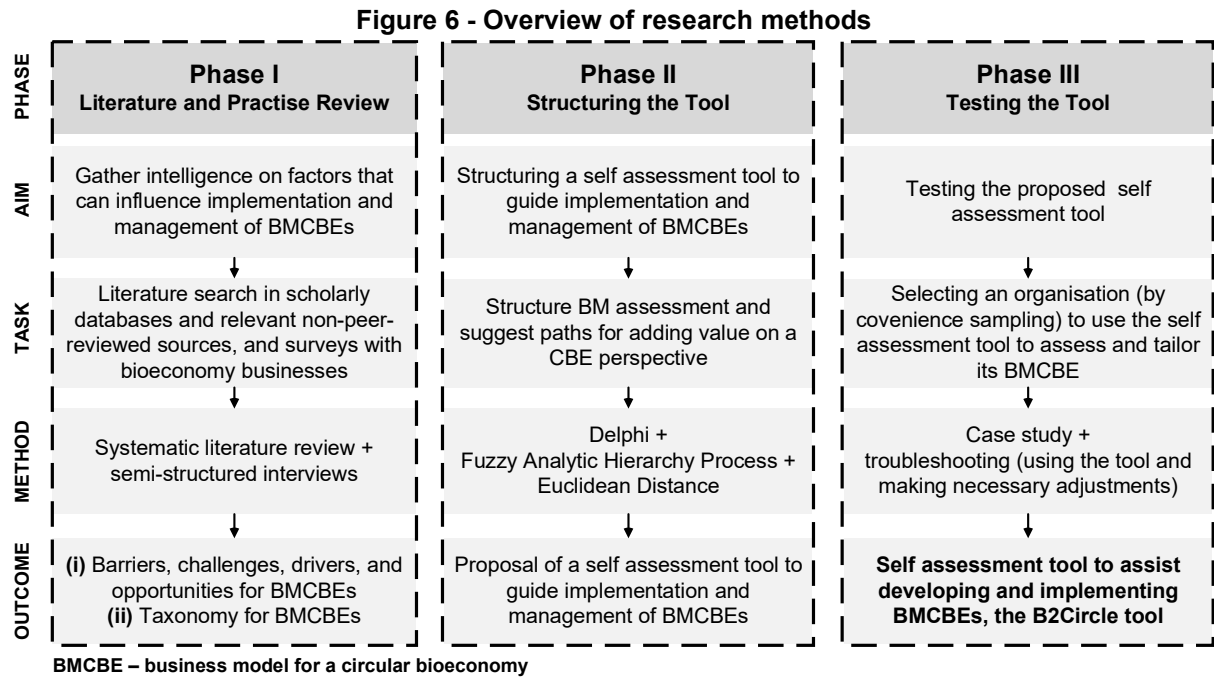 Figure 6 - Overview of research methods
PHASE
Phase I
Literature and Practise Review
Phase II
Structuring the Tool
Phase III
Testing the Tool
AIM
Gather intelligence on factors that
can influence implementation and
management of BMCBEs
Structuring a self assessment tool to
guide implementation and
management of BMCBEs
Testing the proposed self
assessment tool
TASK
Literature search in scholarly
databases and relevant non-peer-
reviewed sources, and surveys with
bioeconomy businesses
Structure BM assessment and
suggest paths for adding value on a
CBE perspective
Selecting an organisation (by
covenience sampling) to use the self
assessment tool to assess and tailor
its BMCBE
METHOD
Systematic literature review +
semi-structured interviews
Delphi +
Fuzzy Analytic Hierarchy Process +
Euclidean Distance
Case study +
troubleshooting (using the tool and
making necessary adjustments)
OUTCOME
(i) Barriers, challenges, drivers, and
opportunities for BMCBEs
(ii) Taxonomy for BMCBEs
Proposal of a self assessment tool to
guide implementation and
management of BMCBEs
Self assessment tool to assist
developing and implementing
BMCBEs, the B2Circle tool
BMCBE – business model for a circular bioeconomy